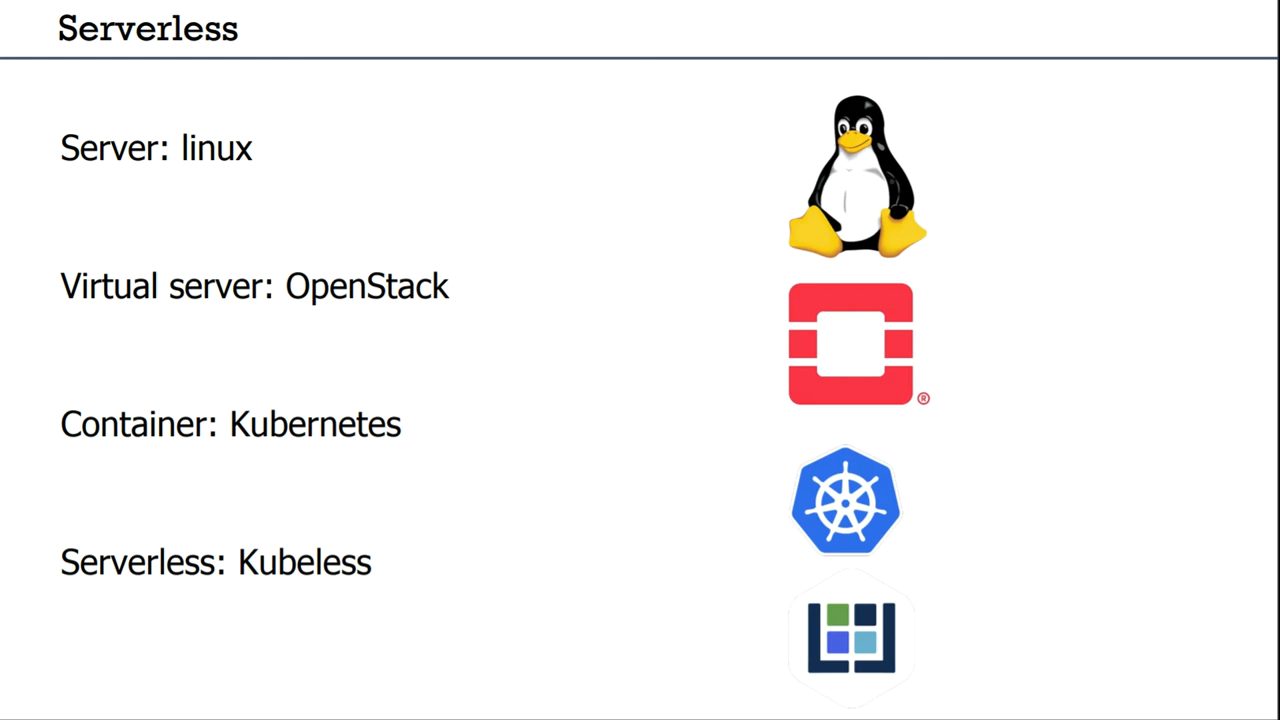 Serverless
Server: linux
Virtual server: OpenStack
®
Container: Kubernetes
Serverless: Kubeless